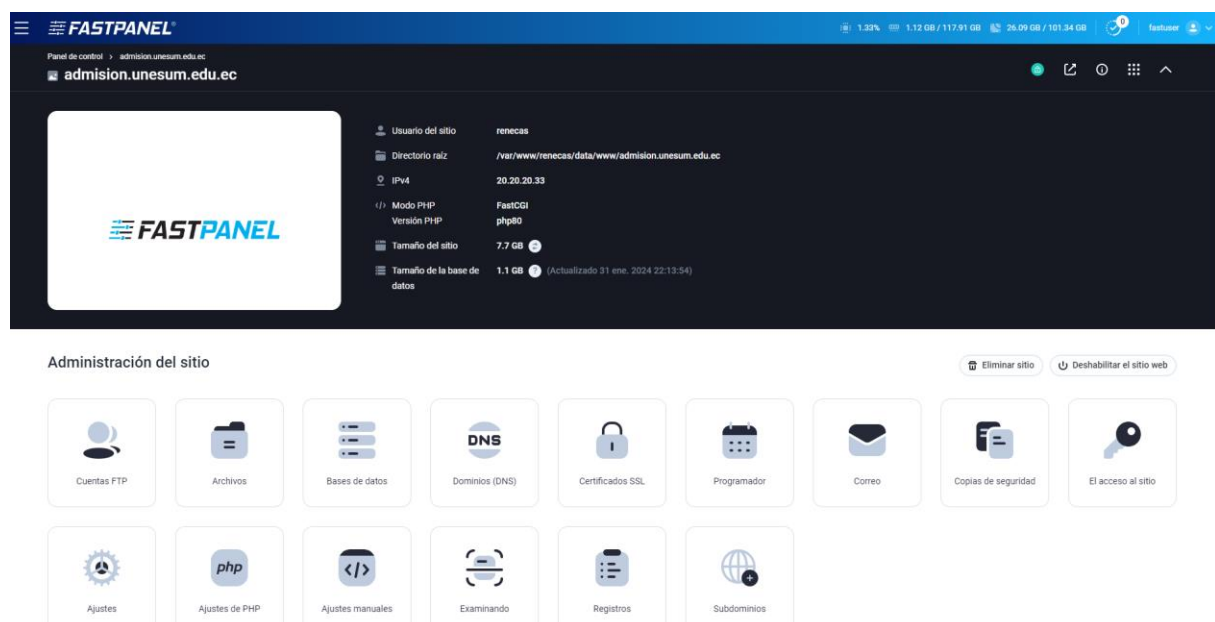 FASTPANEL®
1.33% 1.12 GB / 117.91 GB 26.09 GB / 101.34 GB 0 fastuser
Panel de control › admision.unesum.edu.ec
admision.unesum.edu.ec
FASTPANEL
Usuario del sitio renecas
Directorio raíz /var/www/renecas/data/www/admision.unesum.edu.ec
IPv4 20.20.20.33
</> Modo PHP FastCGI
Versión PHP php80
Tamaño del sitio 7.7 GB
Tamaño de la base de 1.1 GB ? (Actualizado 31 ene. 2024 22:13:54)
datos
Administración del sitio
Eliminar sitio
Deshabilitar el sitio web
DNS
Cuentas FTP
Archivos
Bases de datos
Dominios (DNS)
Certificados SSL
Programador
Correo
Copias de seguridad
El acceso al sitio
php
</>
Ajustes
Ajustes de PHP
Ajustes manuales
Examinando
Registros
Subdominios